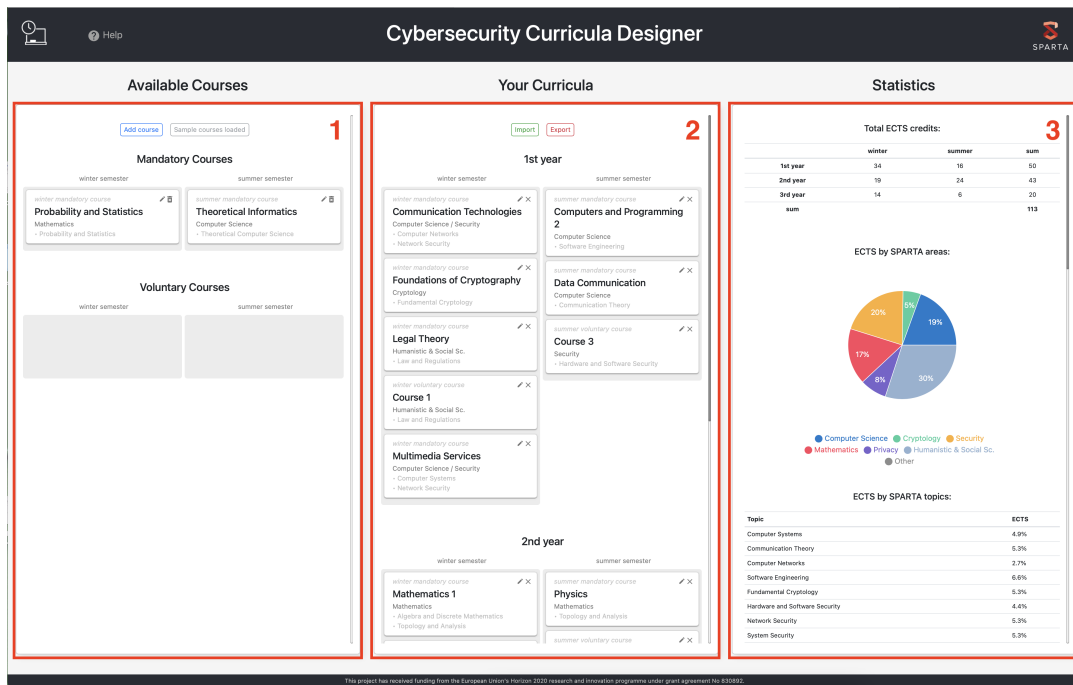 Help
Cybersecurity Curricula Designer
SPARTA
Available Courses
Add course
Sample courses loaded
1
Mandatory Courses
winter semester
summer semester
winter mandatory course
Probability and Statistics
Mathematics
- Probability and Statistics
summer mandatory course
Theoretical Informatics
Computer Science
- Theoretical Computer Science
Voluntary Courses
winter semester
summer semester
Your Curricula
Import
Export
2
1st year
winter semester
summer semester
winter mandatory course
Communication Technologies
Computer Science / Security
- Computer Networks
- Network Security
winter mandatory course
Foundations of Cryptography
Cryptology
- Fundamental Cryptology
winter mandatory course
Legal Theory
Humanistic & Social Sc.
- Law and Regulations
winter voluntary course
Course 1
Humanistic & Social Sc.
- Law and Regulations
winter mandatory course
Multimedia Services
Computer Science / Security
- Computer Systems
- Network Security
summer mandatory course
Computers and Programming
2
Computer Science
- Software Engineering
summer mandatory course
Data Communication
Computer Science
- Communication Theory
summer voluntary course
Course 3
Security
- Hardware and Software Security
2nd year
winter semester
summer semester
winter mandatory course
Mathematics 1
Mathematics
- Algebra and Discrete Mathematics
- Topology and Analysis
summer mandatory course
Physics
Mathematics
- Topology and Analysis
summer voluntary course
Statistics
3
Total ECTS credits:
winter summer sum
1st year 34 16 50
2nd year 19 24 43
3rd year 14 6 20
sum 113
ECTS by SPARTA areas:
5%
20%
19%
17%
8%
30%
Computer Science Cryptology Security
Mathematics Privacy Humanistic & Social Sc.
Other
ECTS by SPARTA topics:
Topic ECTS
Computer Systems 4.9%
Communication Theory 5.3%
Computer Networks 2.7%
Software Engineering 6.6%
Fundamental Cryptology 5.3%
Hardware and Software Security 4.4%
Network Security 5.3%
System Security 5.3%
This project has received funding from the European Union's Horizon 2020 research and innovation programme under grant agreement No 830892.